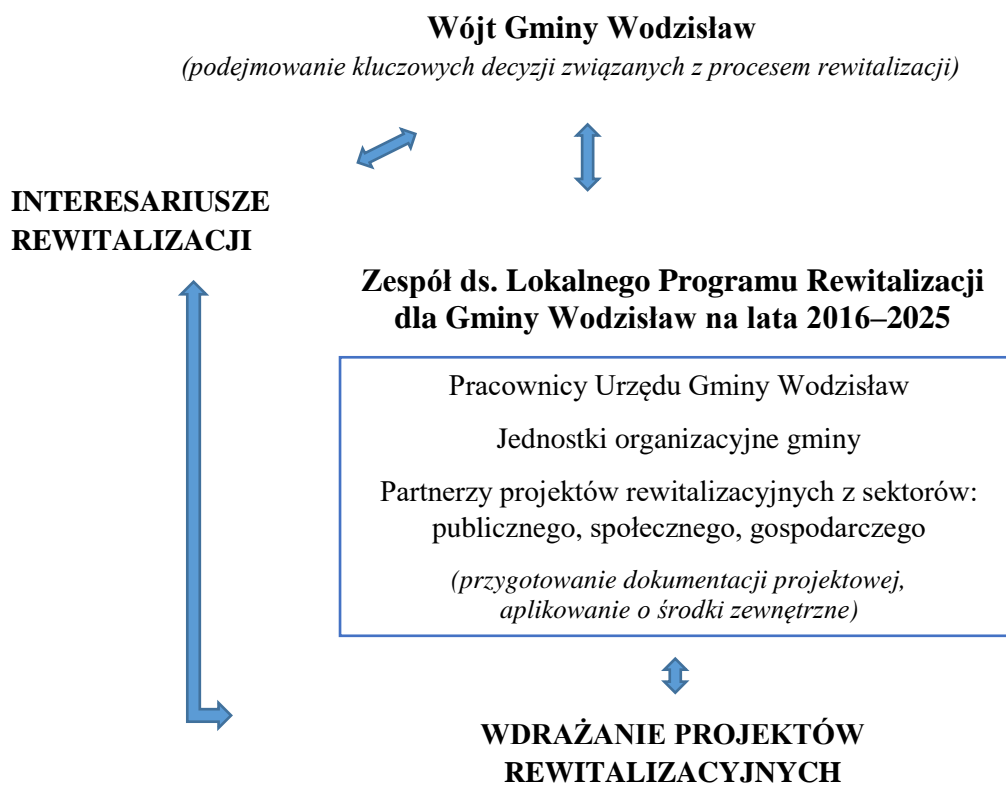 Wójt Gminy Wodzisław
(podejmowanie kluczowych decyzji związanych z procesem rewitalizacji)
INTERESARIUSZE
REWITALIZACJI
Zespół ds. Lokalnego Programu Rewitalizacji
dla Gminy Wodzisław na lata 2016–2025
Pracownicy Urzędu Gminy Wodzisław
Jednostki organizacyjne gminy
Partnerzy projektów rewitalizacyjnych z sektorów:
publicznego, społecznego, gospodarczego
(przygotowanie dokumentacji projektowej,
aplikowanie o środki zewnętrzne)
WDRAŻANIE PROJEKTÓW
REWITALIZACYJNYCH